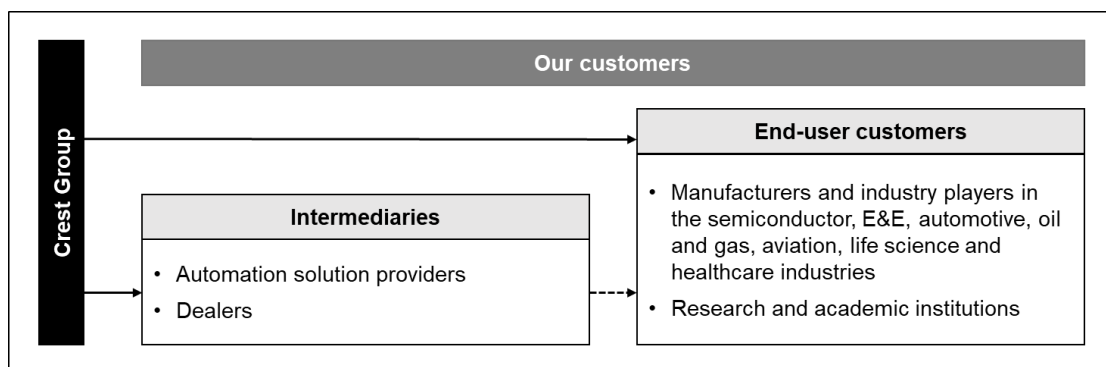 Crest Group
Our customers
End-user customers
• Manufacturers and industry players in
the semiconductor, E&E, automotive, oil
and gas, aviation, life science and
healthcare industries
• Research and academic institutions
Intermediaries
• Automation solution providers
• Dealers